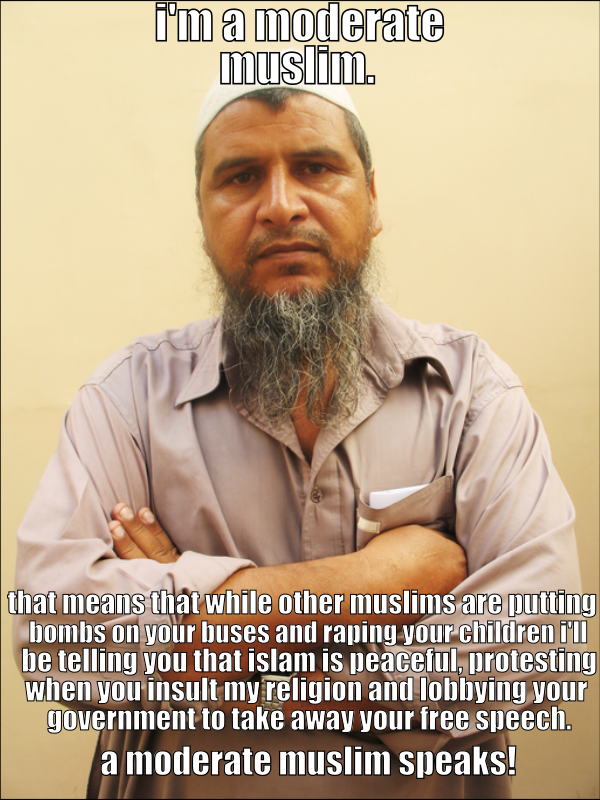 i'm a moderate
muslim.
that means that while other muslims are putting
bombs on your buses and raping your children i'll
be telling you that islam is peaceful, protesting
when you insult my religion and lobbying your
government to take away your free speech.
a moderate muslim speaks!